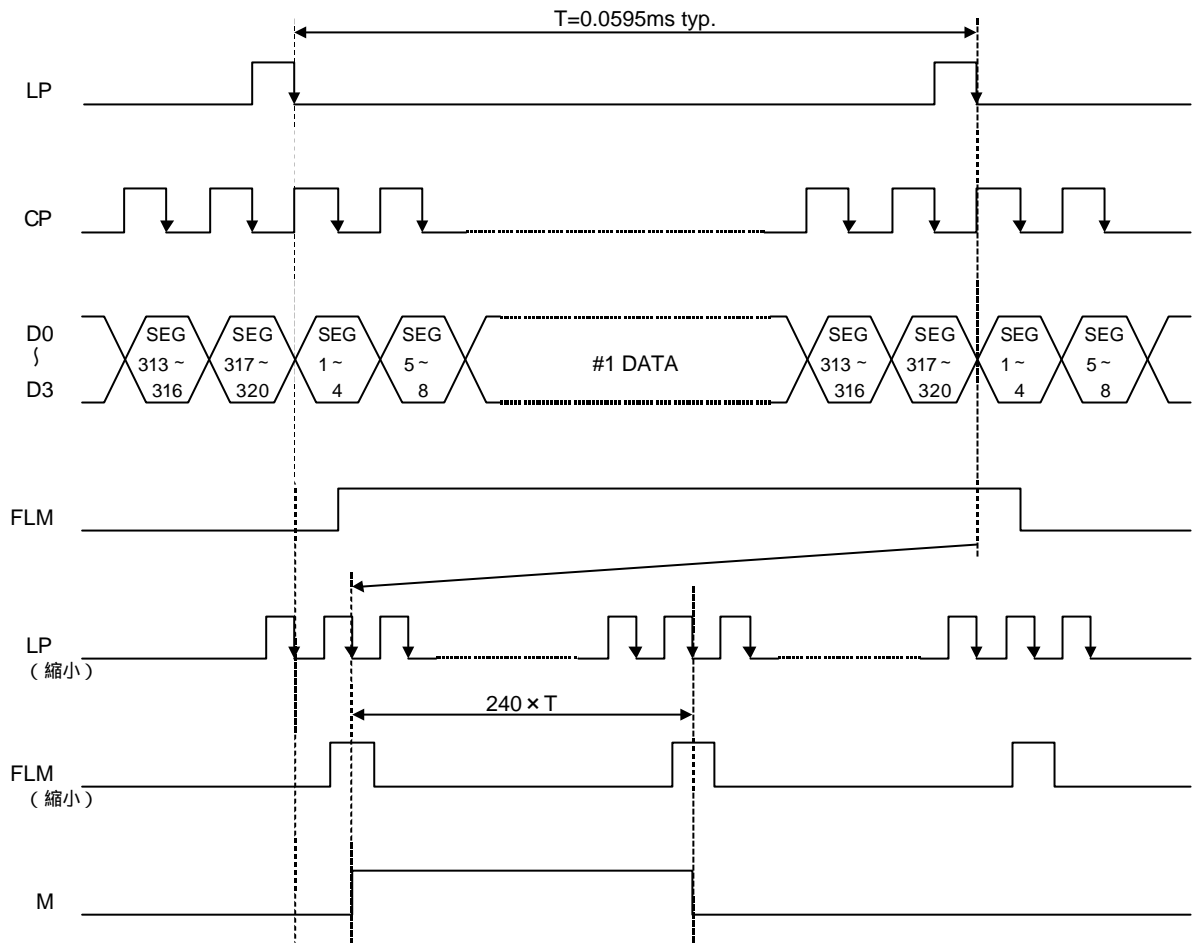 T=0.0595ms typ.
LP
CP
D0
∫
D3
SEG
313~
316
SEG
317~
320
SEG
1~
4
SEG
5~
8
#1 DATA
SEG
313~
316
SEG
317~
320
SEG
1~
4
SEG
5~
8
FLM
LP
（縮小）
240×T
FLM
（縮小）
M